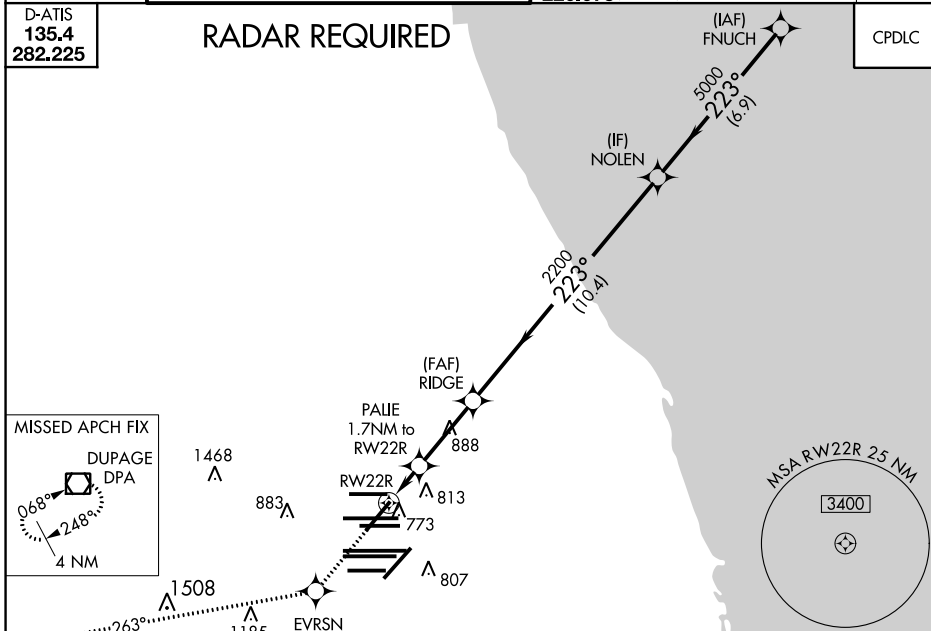 D-ATIS
135.4
282.225
RADAR REQUIRED
(IAF)
FNUCH
CPDLC
5000
223°
(6.9)
(IF)
NOLEN
2200
223°
(10.4)
(FAF)
RIDGE
PALIE
1.7NM to
RW22R
888
MISSED APCH FIX
DUPAGE
DPA
068°
248°
4 NM
1468
883
RW22R
813
773
807
MSA RW22R 25 NM
3400
1508
263°
EVRSN